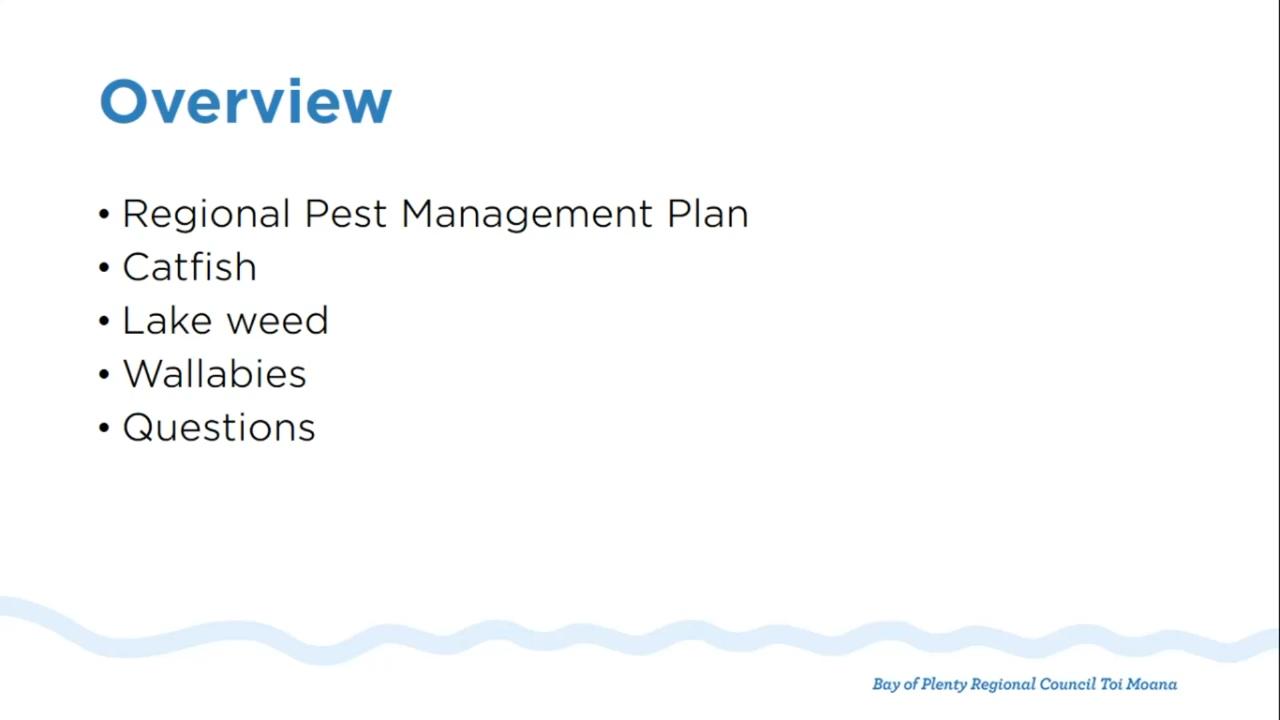 Overview
• Regional Pest Management Plan
• Catfish
• Lake weed
• Wallabies
• Questions
Bay of Plenty Regional Council Toi Moana